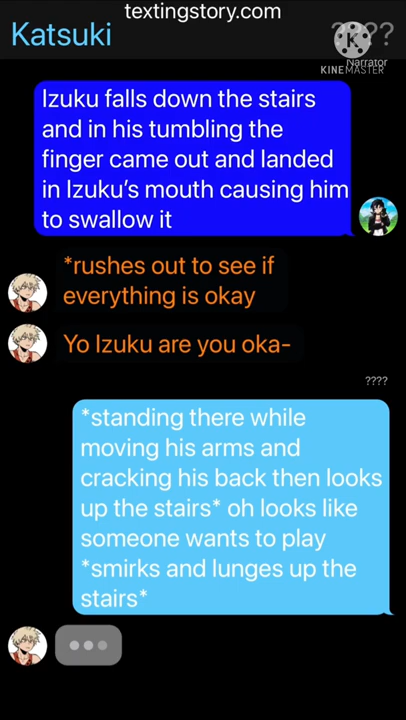 textingstory.com
Katsuki
????
K
Narrator
KINEMASTER
Izuku falls down the stairs
and in his tumbling the
finger came out and landed
in Izuku’s mouth causing him
to swallow it
*rushes out to see if
everything is okay
Yo Izuku are you oka-
????
*standing there while
moving his arms and
cracking his back then looks
up the stairs* oh looks like
someone wants to play
*smirks and lunges up the
stairs*